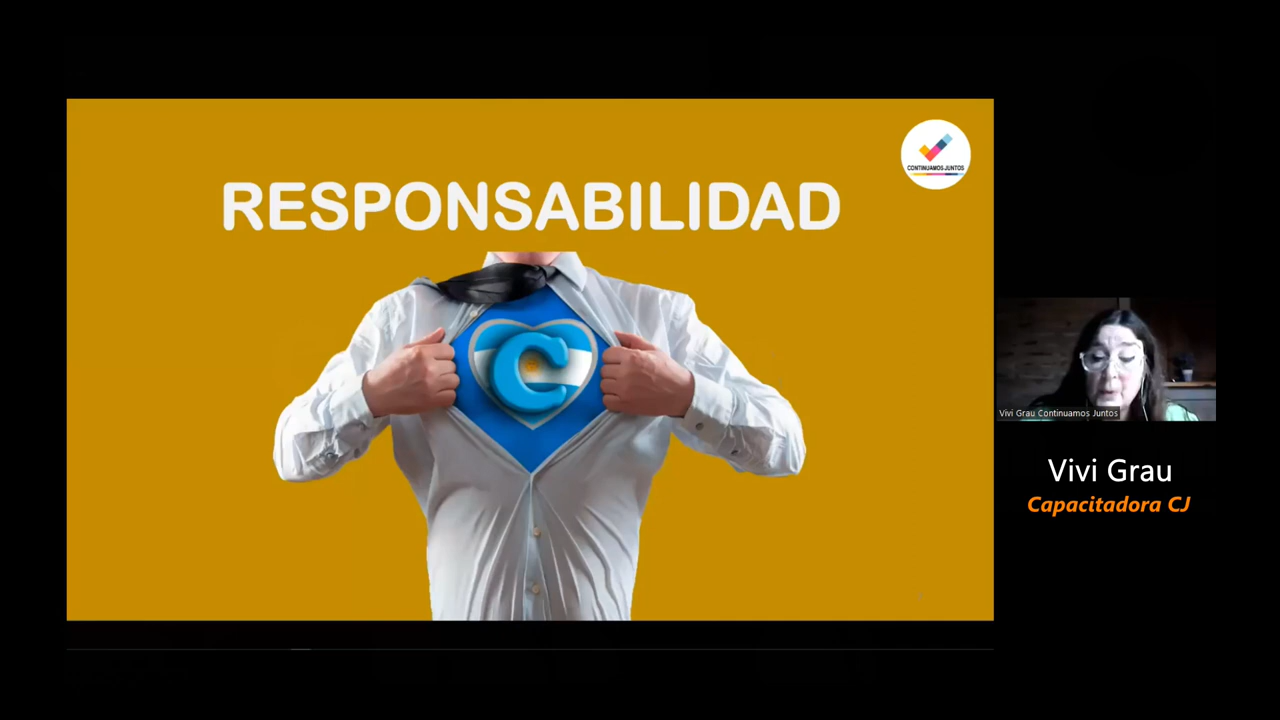 CONTINUAMOS JUNTOS
RESPONSABILIDAD
C
Vivi Grau Continuamos Juntos
Vivi Grau
Capacitadora CJ